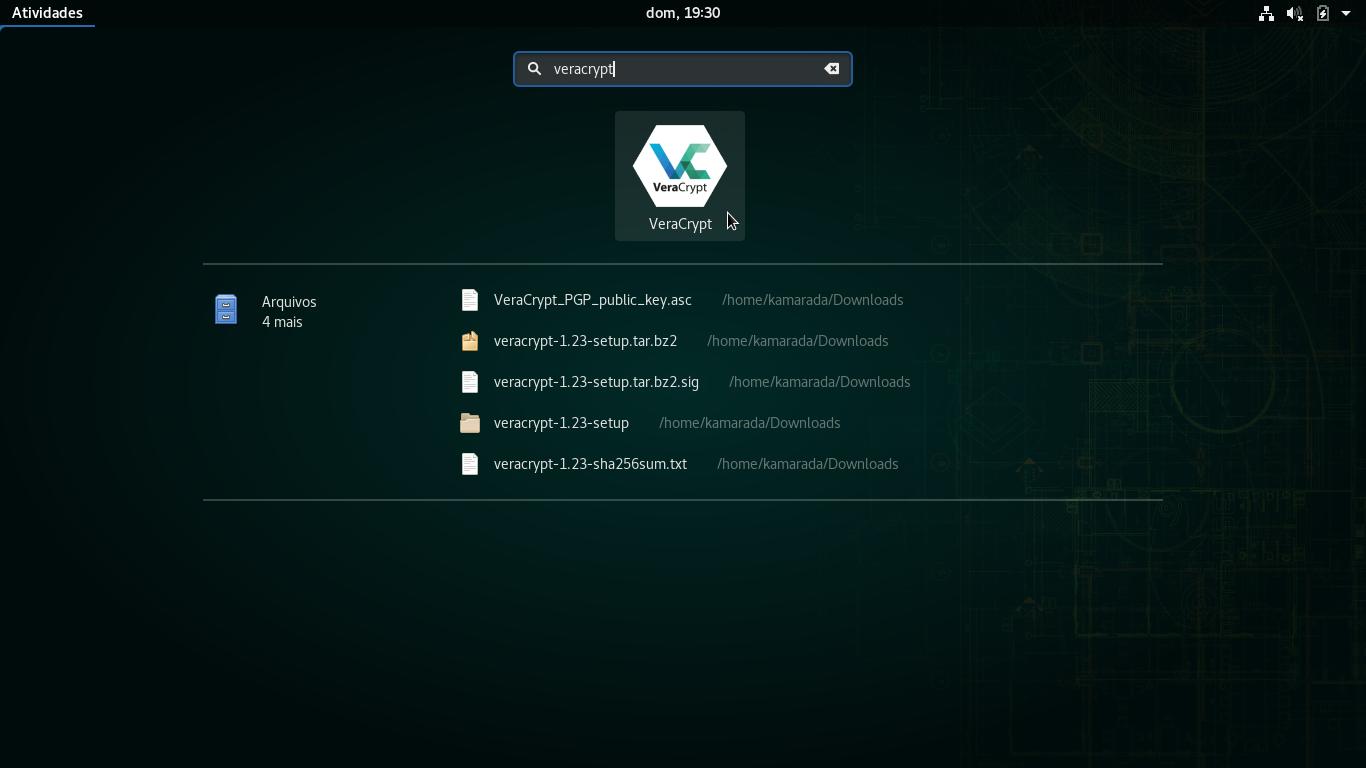 Atividades
dom, 19:30
veracrypt
VeraCrypt
VeraCrypt
Arquivos
4 mais
VeraCrypt_PGP_public_key.asc /home/kamarada/Downloads
veracrypt-1.23-setup.tar.bz2 /home/kamarada/Downloads
veracrypt-1.23-setup.tar.bz2.sig /home/kamarada/Downloads
veracrypt-1.23-setup /home/kamarada/Downloads
veracrypt-1.23-sha256sum.txt /home/kamarada/Downloads